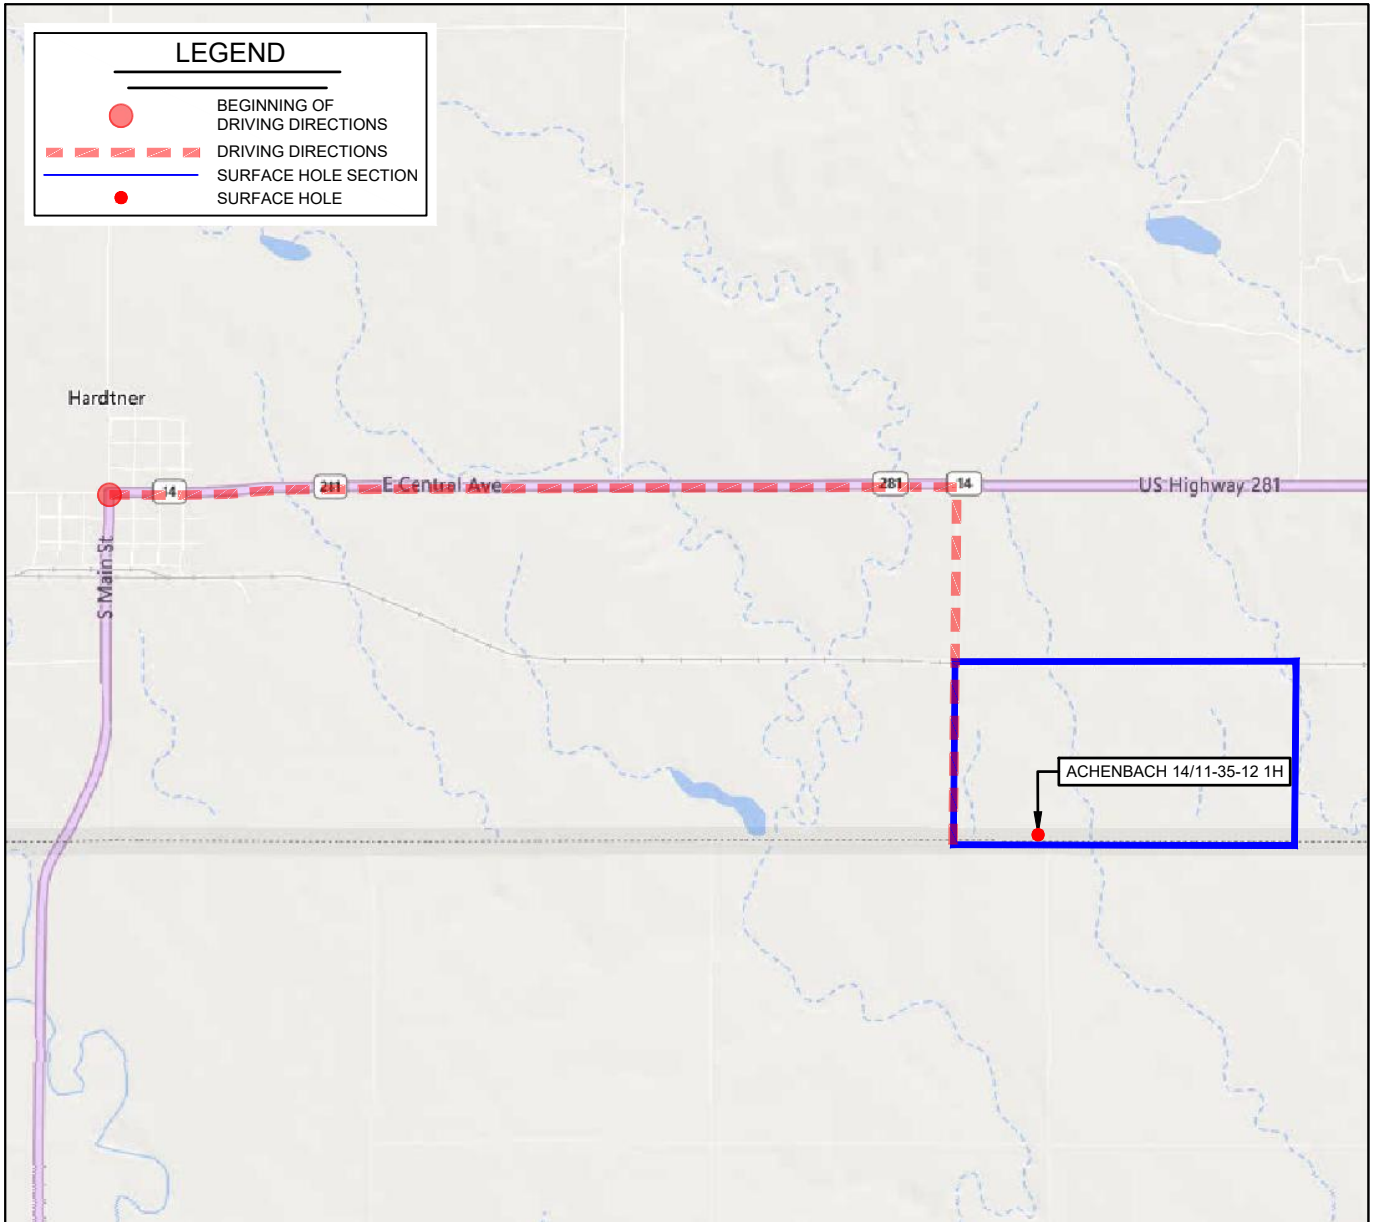 LEGEND
BEGINNING OF
DRIVING DIRECTIONS
DRIVING DIRECTIONS
SURFACE HOLE SECTION
SURFACE HOLE
Hardtner
14
281
E Central Ave
281
14
US Highway 281
S Main St
ACHENBACH 14/11-35-12 1H